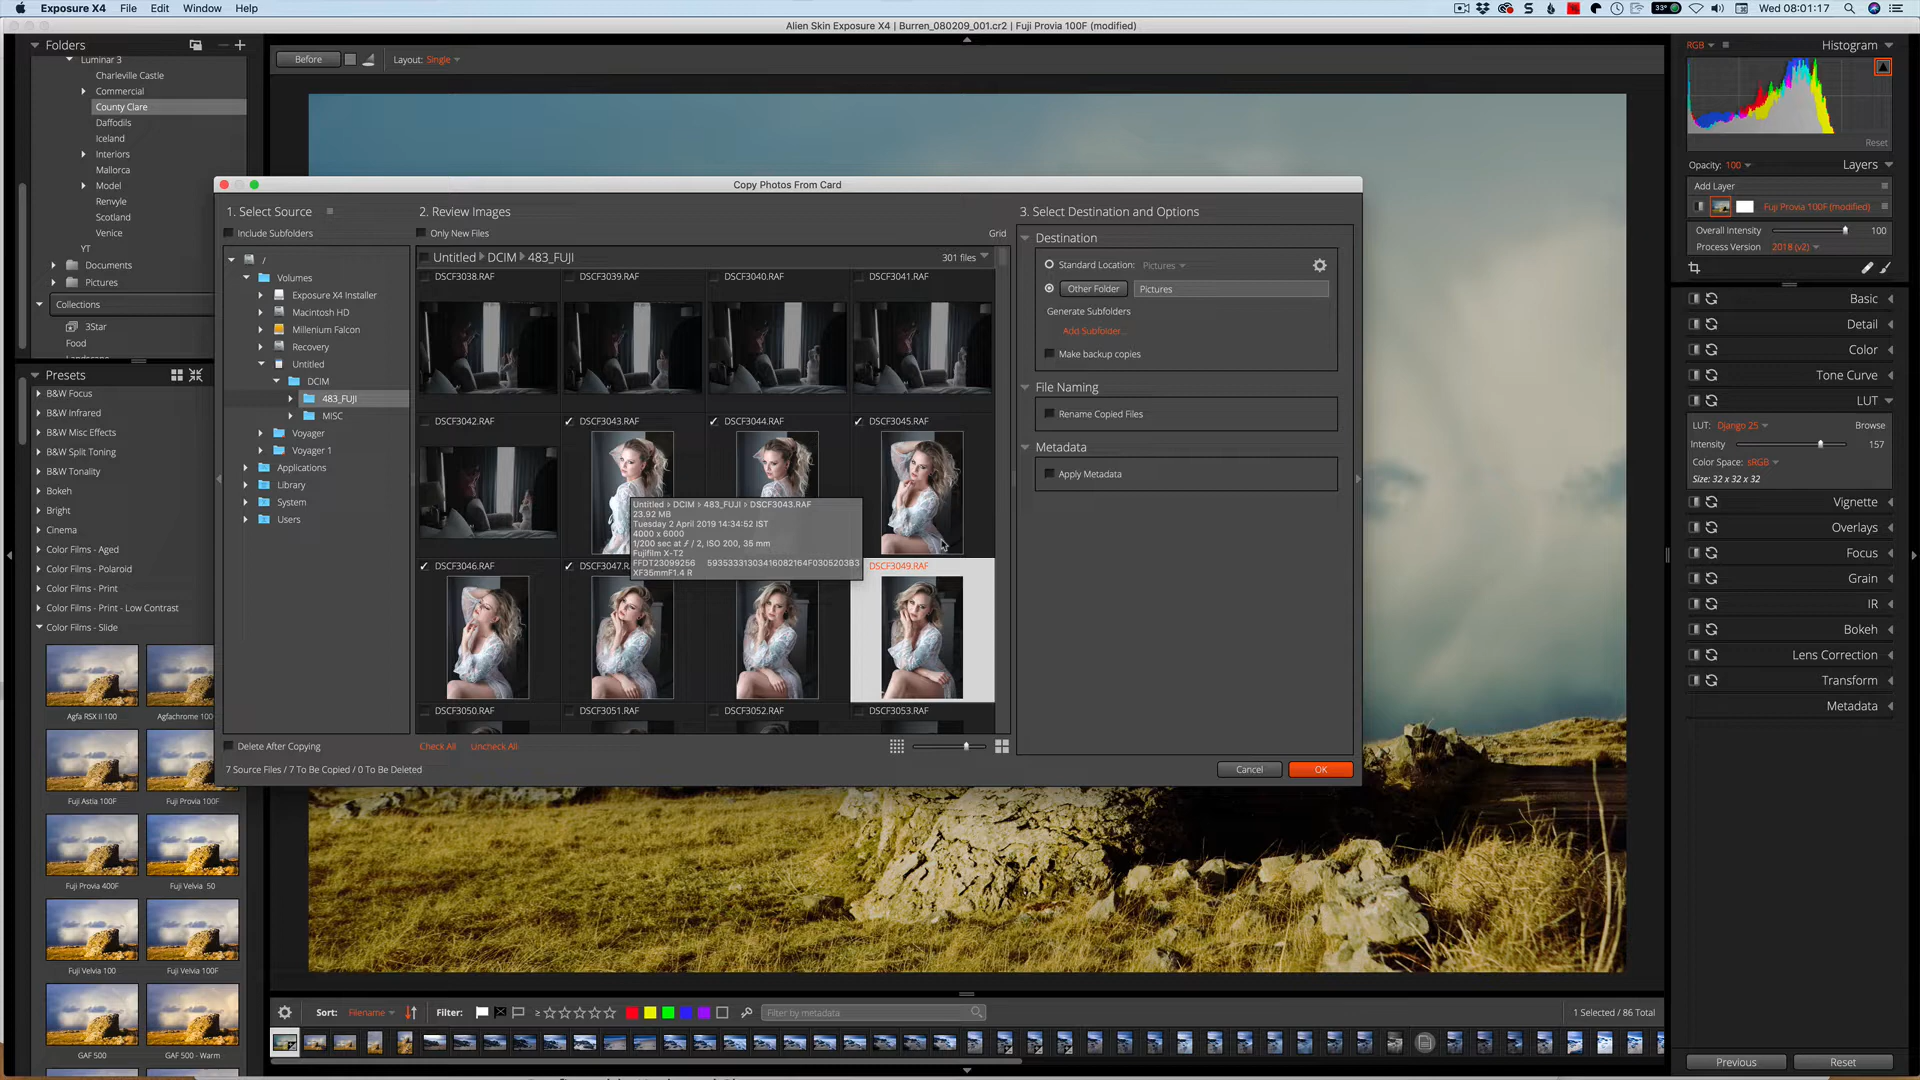 Exposure X4 File Edit Window Help
33° Wed 08:01:17
Alien Skin Exposure X4 | Burren_080209_001.cr2 | Fuji Provia 100F (modified)
Folders
Luminar 3
Charleville Castle
Commercial
County Clare
Daffodils
Iceland
Interiors
Mallorca
Model
Renvyle
Scotland
Venice
YT
Documents
Pictures
Collections
3Star
Food
Presets
B&W Focus
B&W Infrared
B&W Misc Effects
B&W Split Toning
B&W Tonality
Bokeh
Bright
Cinema
Color Films - Aged
Color Films - Polaroid
Color Films - Print
Color Films - Print - Low Contrast
Color Films - Slide
Agfa RSX II 100 Agfachrome 100
Fuji Astia 100F Fuji Provia 100F
Fuji Provia 400F Fuji Velvia 50
Fuji Velvia 100 Fuji Velvia 100F
GAF 500 GAF 500 - Warm
Before Layout: Single
Copy Photos From Card
1. Select Source
Include Subfolders
/
Volumes
Exposure X4 Installer
Macintosh HD
Millenium Falcon
Recovery
Untitled
DCIM
483_FUJI
MISC
Voyager
Voyager 1
Applications
Library
System
Users
Delete After Copying
7 Source Files / 7 To Be Copied / 0 To Be Deleted
2. Review Images
Only New Files Grid
Untitled DCIM 483_FUJI 301 files
DSCF3038.RAF DSCF3039.RAF DSCF3040.RAF DSCF3041.RAF
DSCF3042.RAF DSCF3043.RAF DSCF3044.RAF DSCF3045.RAF
Untitled DCIM 483_FUJI DSCF3043.RAF
23.92 MB
Tuesday 2 April 2019 14:34:52 IST
4000 x 6000
1/200 sec at ƒ / 2, ISO 200, 35 mm
Fujifilm X-T2
XF35mmF1.4 R
DSCF3046.RAF DSCF3047. DSCF3049.RAF
DSCF3050.RAF DSCF3051.RAF DSCF3052.RAF DSCF3053.RAF
Check All Uncheck All
3. Select Destination and Options
Destination
Standard Location: Pictures
Other Folder Pictures
Generate Subfolders
Add Subfolder...
Make backup copies
File Naming
Rename Copied Files
Metadata
Apply Metadata
Cancel OK
RGB Histogram
Reset
Opacity: 100 Layers
Add Layer
Fuji Provia 100F (modified)
Overall Intensity 100
Process Version 2018 (v2)
Basic
Detail
Color
Tone Curve
LUT
LUT: Django 25 Browse
Intensity 157
Color Space: sRGB
Size: 32 x 32 x 32
Vignette
Overlays
Focus
Grain
IR
Bokeh
Lens Correction
Transform
Metadata
Sort: Filename Filter: ≥ Filter by metadata 1 Selected / 86 Total
Previous Reset